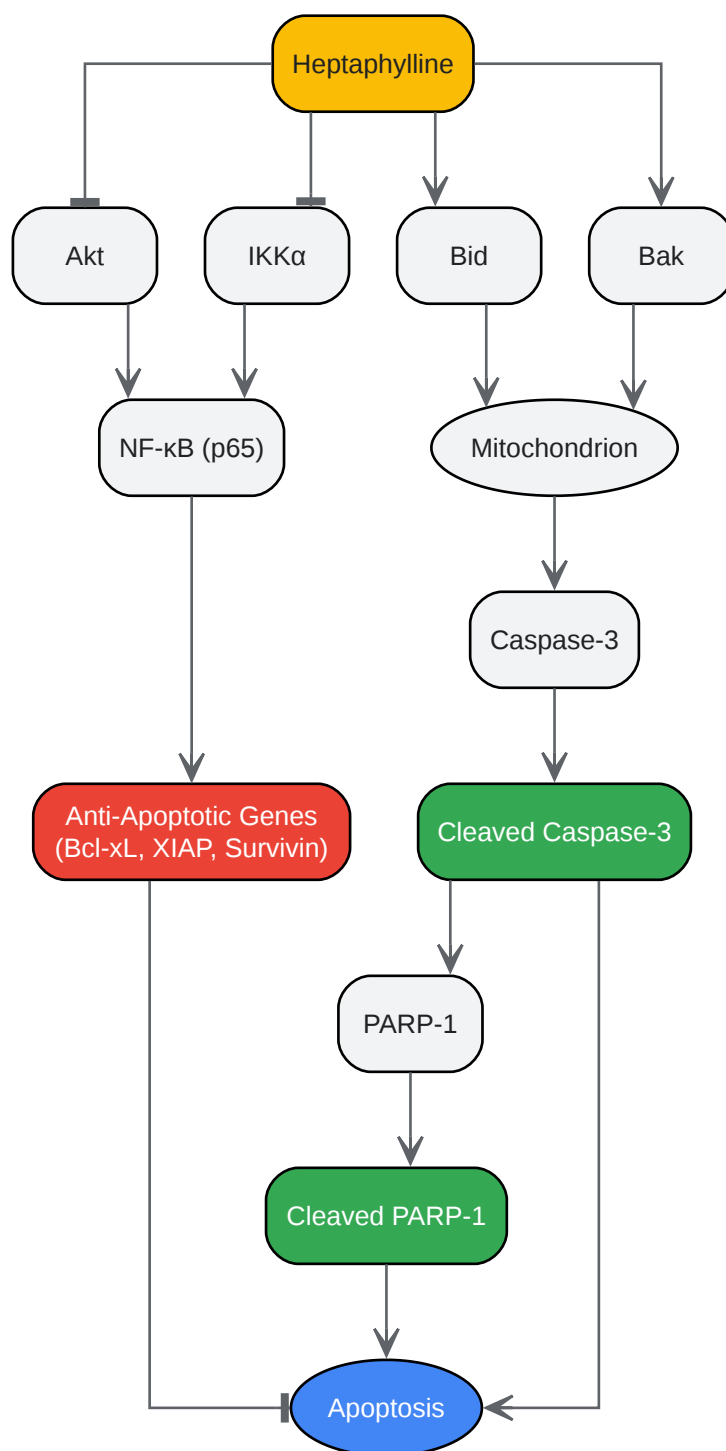 Heptaphylline
Akt
IKKα
Bid
Bak
NF-κB (p65)
Mitochondrion
Caspase-3
Anti-Apoptotic Genes
(Bcl-xL, XIAP, Survivin)
Cleaved Caspase-3
PARP-1
Cleaved PARP-1
Apoptosis